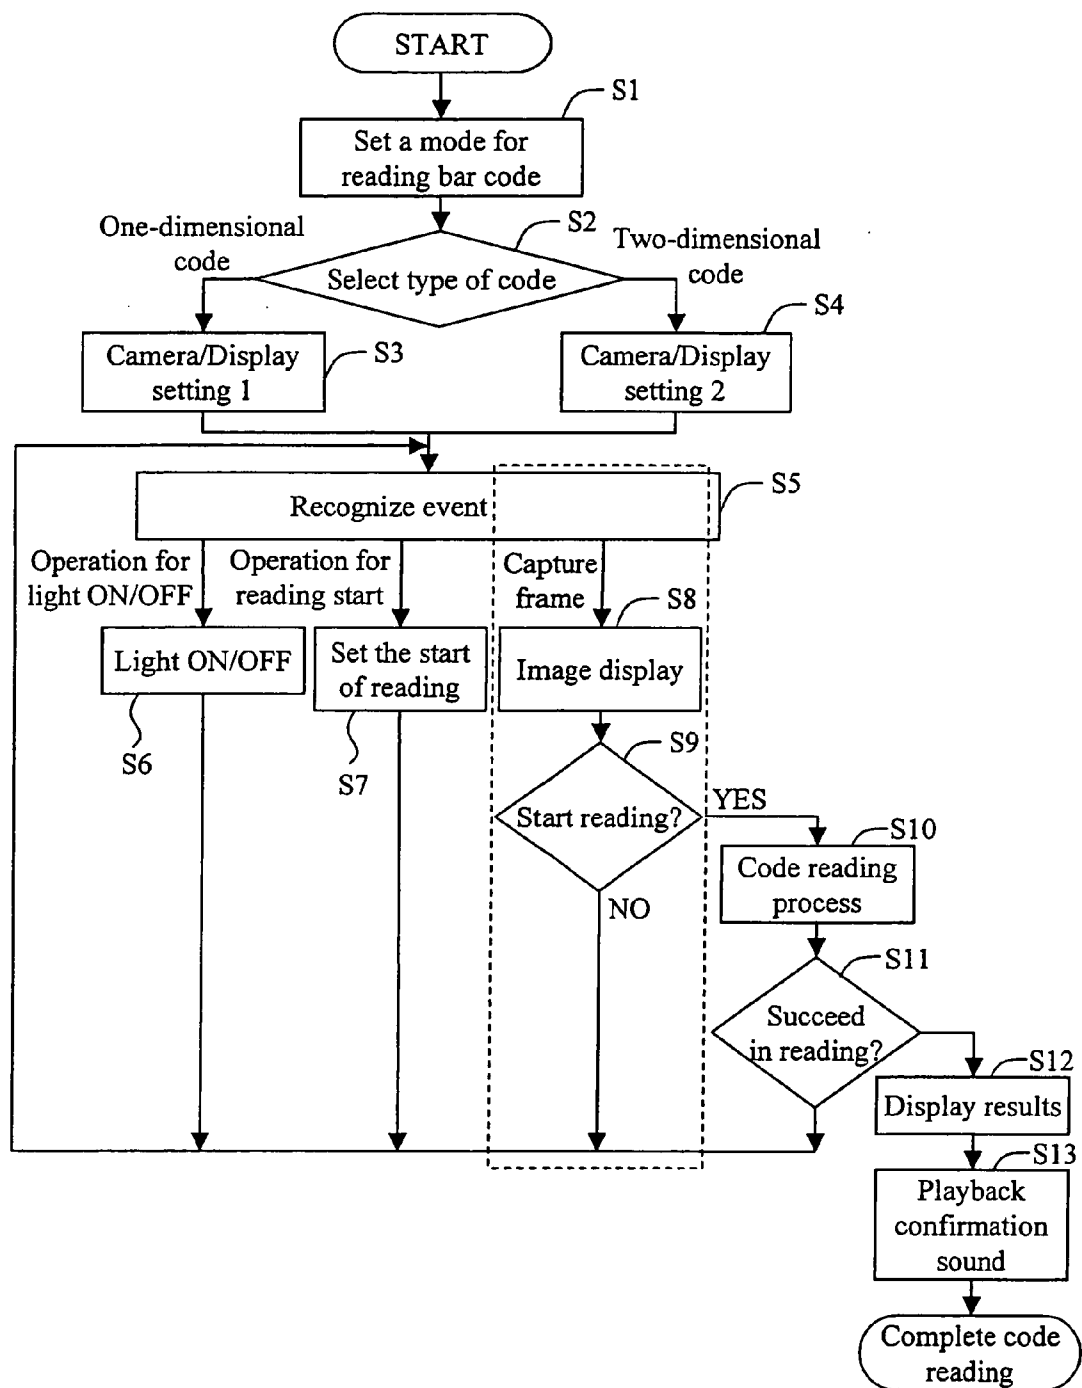 START
S1
Set a mode for
reading bar code
One-dimensional
code
S2
Select type of code
Two-dimensional
code
Camera/Display
setting 1
S3
S4
Camera/Display
setting 2
Recognize event
S5
Operation for
light ON/OFF
Operation for
reading start
Capture
frame
S8
Light ON/OFF
S6
Set the start
of reading
S7
Image display
S9
Start reading?
YES
NO
S10
Code reading
process
S11
Succeed
in reading?
S12
Display results
S13
Playback
confirmation
sound
Complete code
reading